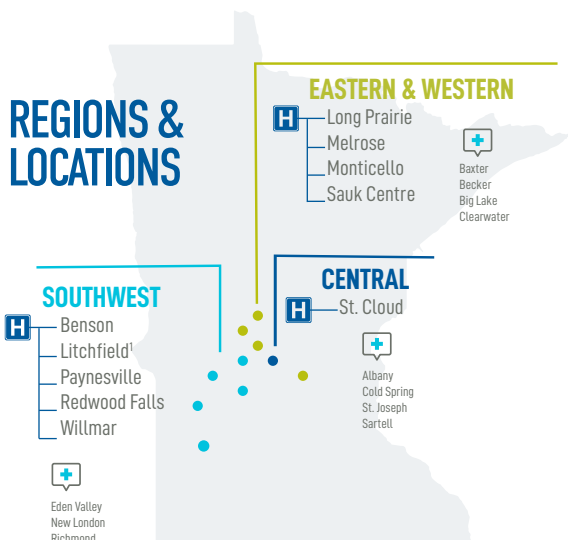 REGIONS &
LOCATIONS
EASTERN & WESTERN
H
Long Prairie
Melrose
Monticello
Sauk Centre
Baxter
Becker
Big Lake
Clearwater
SOUTHWEST
H
Benson
Litchfield¹
Paynesville
Redwood Falls
Willmar
Eden Valley
New London
Richmond
CENTRAL
H
St. Cloud
Albany
Cold Spring
St. Joseph
Sartell